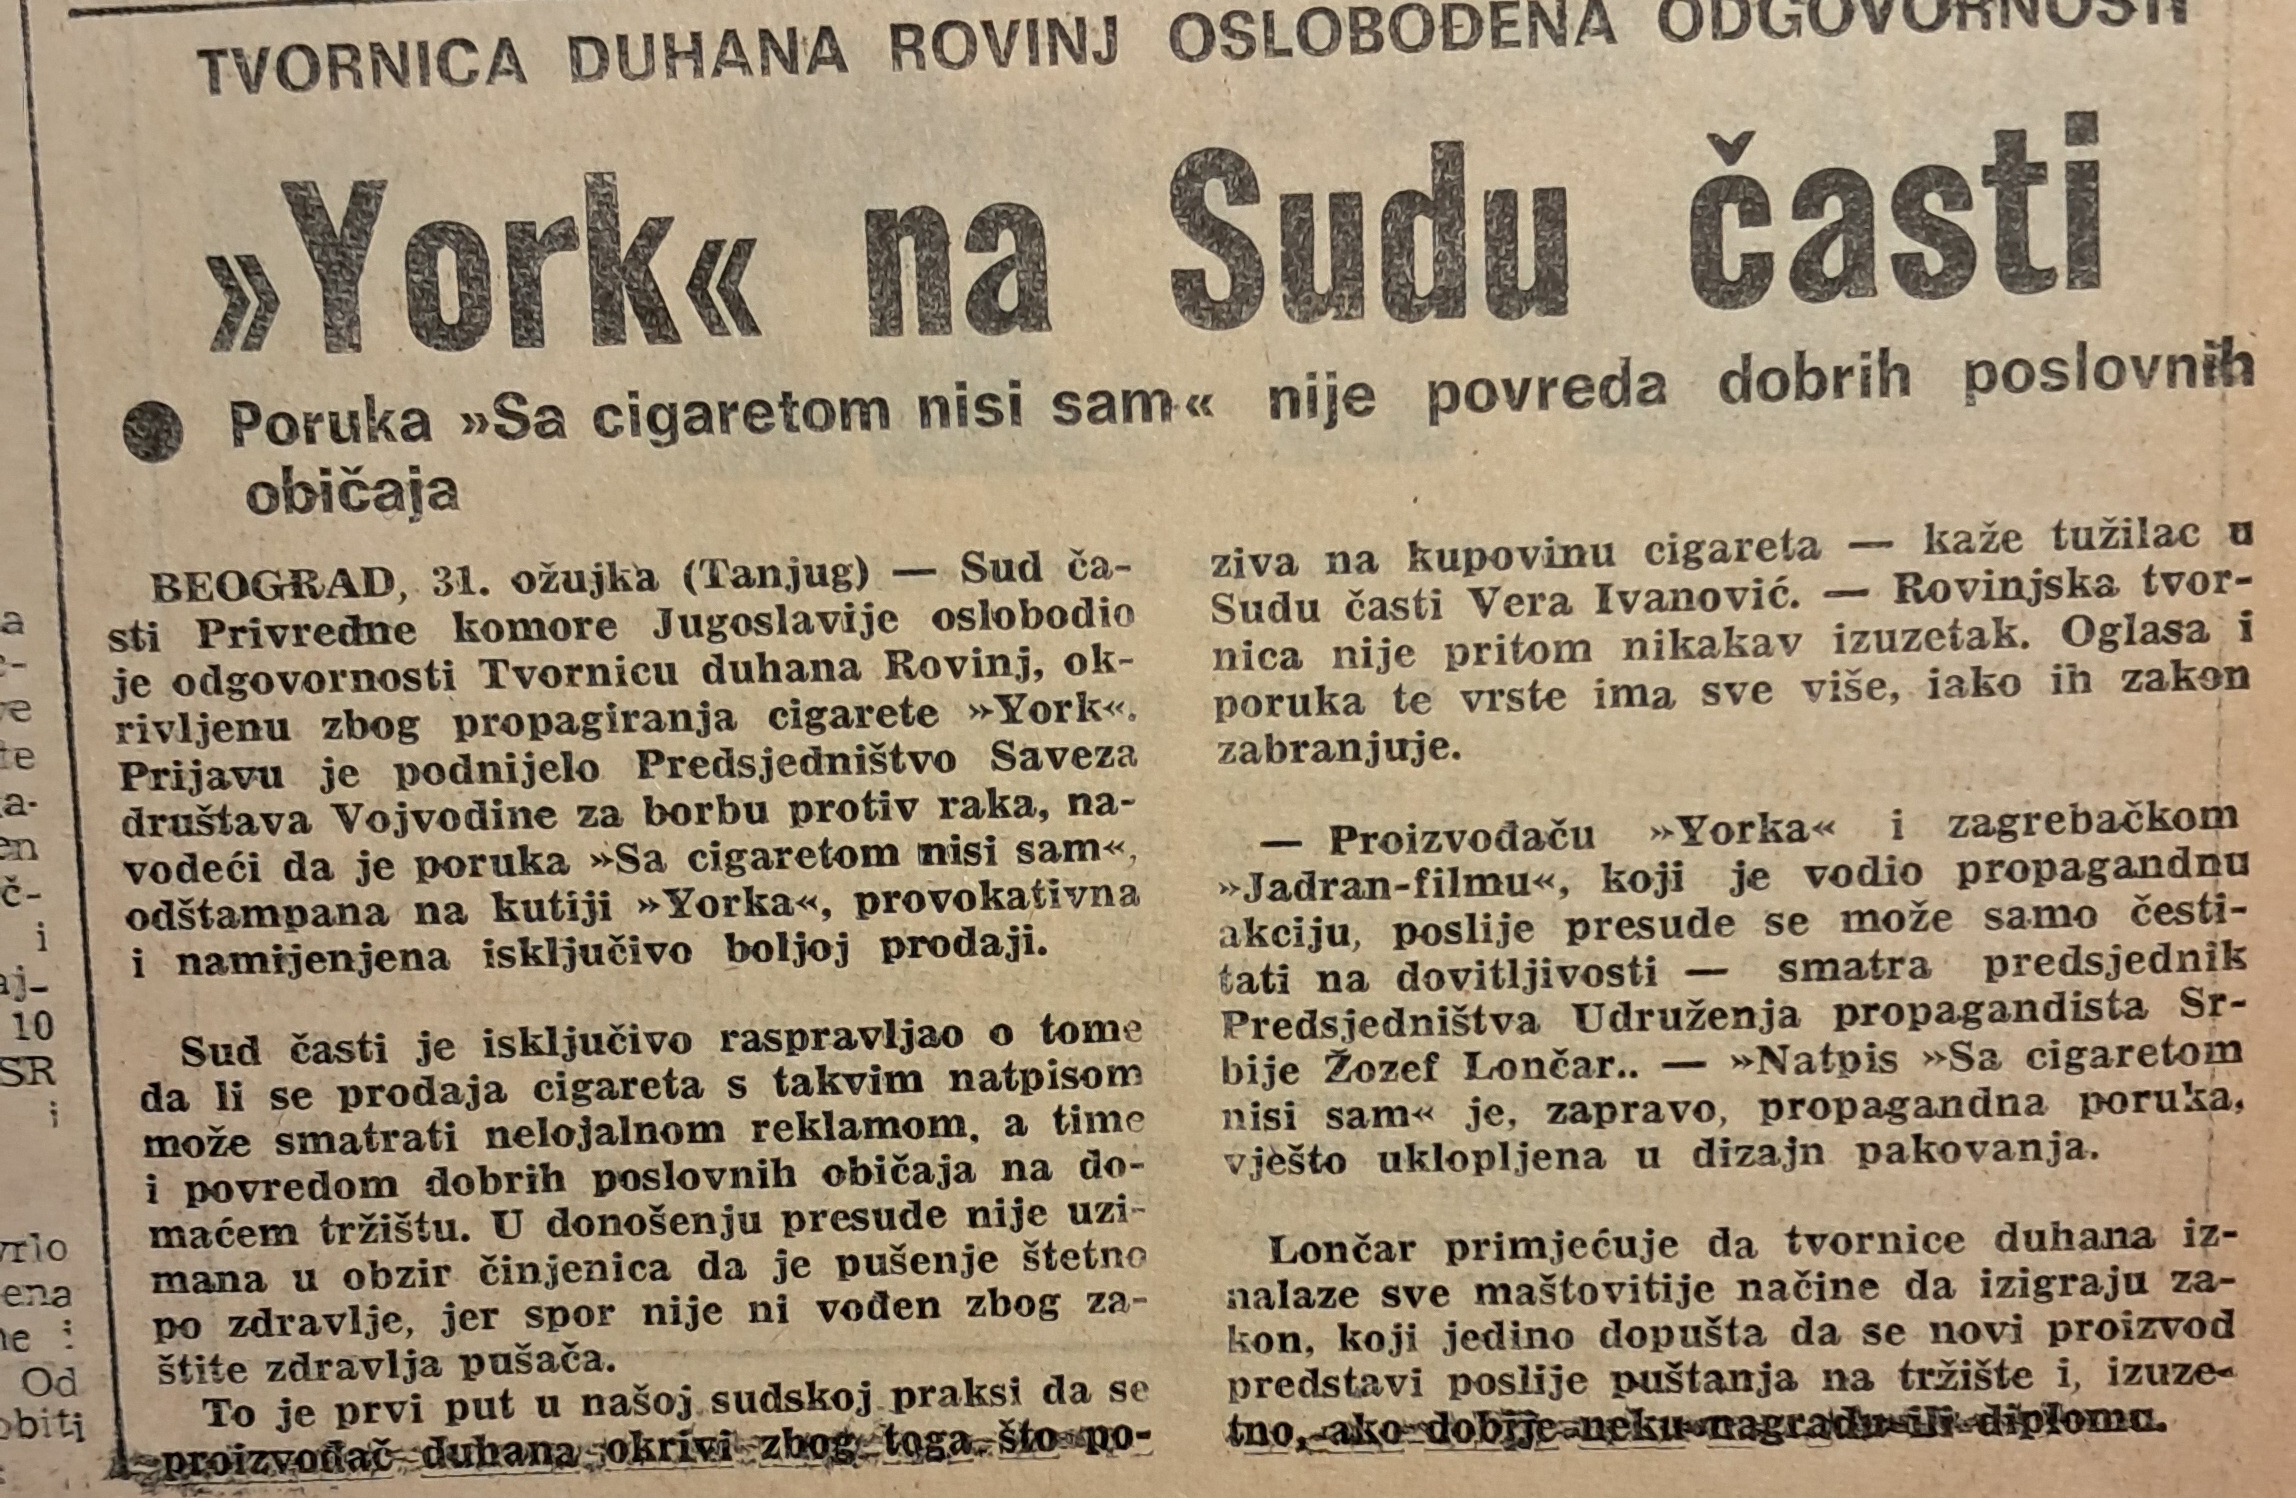 TVORNICA DUHANA ROVINJ OSLOBOĐENA ODGOVORNOSTI
»York« na Sudu časti
● Poruka »Sa cigaretom nisi sam« nije povreda dobrih poslovnih
običaja
BEOGRAD, 31. ožujka (Tanjug) — Sud ča-
sti Privredne komore Jugoslavije oslobodio
je odgovornosti Tvornicu duhana Rovinj, ok-
rivljenu zbog propagiranja cigarete »York«.
Prijavu je podnijelo Predsjedništvo Saveza
društava Vojvodine za borbu protiv raka, na-
vodeći da je poruka »Sa cigaretom nisi sam«,
odštampana na kutiji »Yorka«, provokativna
i namijenjena isključivo boljoj prodaji.
Sud časti je isključivo raspravljao o tome
da li se prodaja cigareta s takvim natpisom
može smatrati nelojalnom reklamom, a time
i povredom dobrih poslovnih običaja na do-
maćem tržištu. U donošenju presude nije uzi-
mana u obzir činjenica da je pušenje štetno
po zdravlje, jer spor nije ni vođen zbog za-
štite zdravlja pušača.
To je prvi put u našoj sudskoj praksi da se
proizvođač duhana okrivi zbog toga što po-
ziva na kupovinu cigareta — kaže tužilac u
Sudu časti Vera Ivanović. — Rovinjska tvor-
nica nije pritom nikakav izuzetak. Oglasa i
poruka te vrste ima sve više, iako ih zakon
zabranjuje.
— Proizvođaču »Yorka« i zagrebačkom
»Jadran-filmu«, koji je vodio propagandnu
akciju, poslije presude se može samo česti-
tati na dovitljivosti — smatra predsjednik
Predsjedništva Udruženja propagandista Sr-
bije Žozef Lončar.. — »Natpis »Sa cigaretom
nisi sam« je, zapravo, propagandna poruka,
vješto uklopljena u dizajn pakovanja.
Lončar primjećuje da tvornice duhana iz-
nalaze sve maštovitije načine da izigraju za-
kon, koji jedino dopušta da se novi proizvod
predstavi poslije puštanja na tržište i, izuze-
tno, ako dobije neku nagradu ili diplomu.
10
SR
i
Od